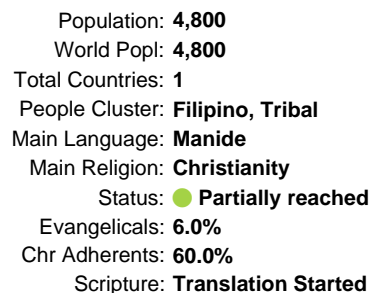 Population: 4,800
World Popl: 4,800
Total Countries: 1
People Cluster: Filipino, Tribal
Main Language: Manide
Main Religion: Christianity
Status: Partially reached
Evangelicals: 6.0%
Chr Adherents: 60.0%
Scripture: Translation Started